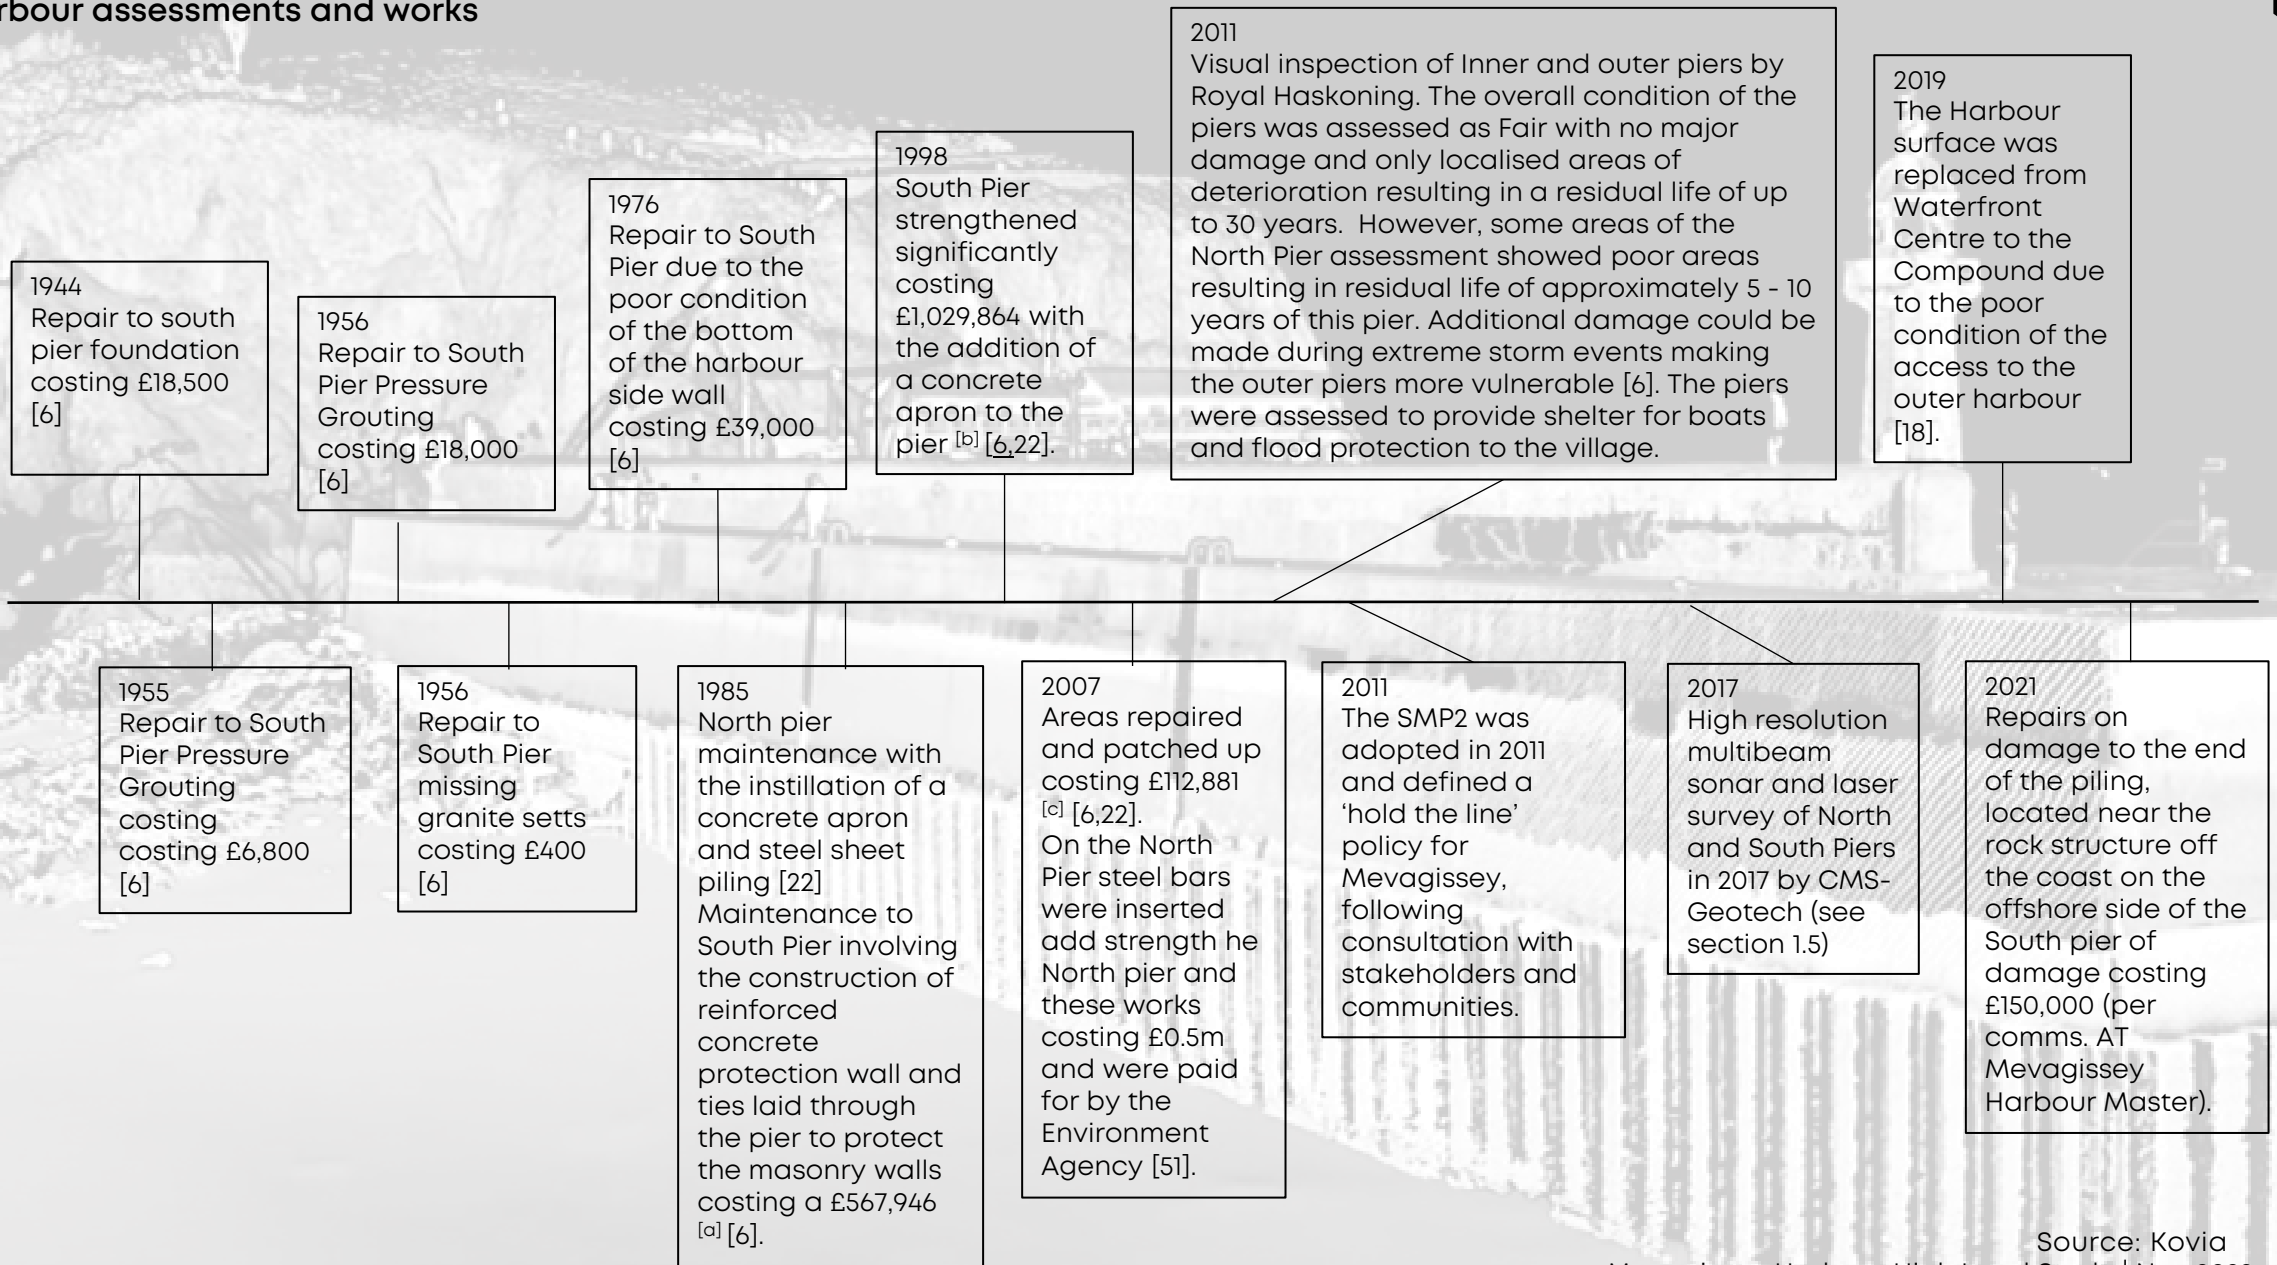 rbour assessments and works
1944
Repair to south
pier foundation
costing £18,500
[6]
1956
Repair to South
Pier Pressure
Grouting
costing £18,000
[6]
1976
Repair to South
Pier due to the
poor condition
of the bottom
of the harbour
side wall
costing £39,000
[6]
1998
South Pier
strengthened
significantly
costing
£1,029,864 with
the addition of
a concrete
apron to the
pier [b] [6,22].
2011
Visual inspection of Inner and outer piers by
Royal Haskoning. The overall condition of the
piers was assessed as Fair with no major
damage and only localised areas of
deterioration resulting in a residual life of up
to 30 years. However, some areas of the
North Pier assessment showed poor areas
resulting in residual life of approximately 5 - 10
years of this pier. Additional damage could be
made during extreme storm events making
the outer piers more vulnerable [6]. The piers
were assessed to provide shelter for boats
and flood protection to the village.
2019
The Harbour
surface was
replaced from
Waterfront
Centre to the
Compound due
to the poor
condition of the
access to the
outer harbour
[18].
1955
Repair to South
Pier Pressure
Grouting
costing
costing £6,800
[6]
1956
Repair to
South Pier
missing
granite setts
costing £400
[6]
1985
North pier
maintenance with
the instillation of a
concrete apron
and steel sheet
piling [22]
Maintenance to
South Pier involving
the construction of
reinforced
concrete
protection wall and
ties laid through
the pier to protect
the masonry walls
costing a £567,946
[a] [6].
2007
Areas repaired
and patched up
costing £112,881
[c] [6,22].
On the North
Pier steel bars
were inserted
add strength he
North pier and
these works
costing £0.5m
and were paid
for by the
Environment
Agency [51].
2011
The SMP2 was
adopted in 2011
and defined a
‘hold the line’
policy for
Mevagissey,
following
consultation with
stakeholders and
communities.
2017
High resolution
multibeam
sonar and laser
survey of North
and South Piers
in 2017 by CMS-
Geotech (see
section 1.5)
2021
Repairs on
damage to the end
of the piling,
located near the
rock structure off
the coast on the
offshore side of the
South pier of
damage costing
£150,000 (per
comms. AT
Mevagissey
Harbour Master).
Source: Kovia